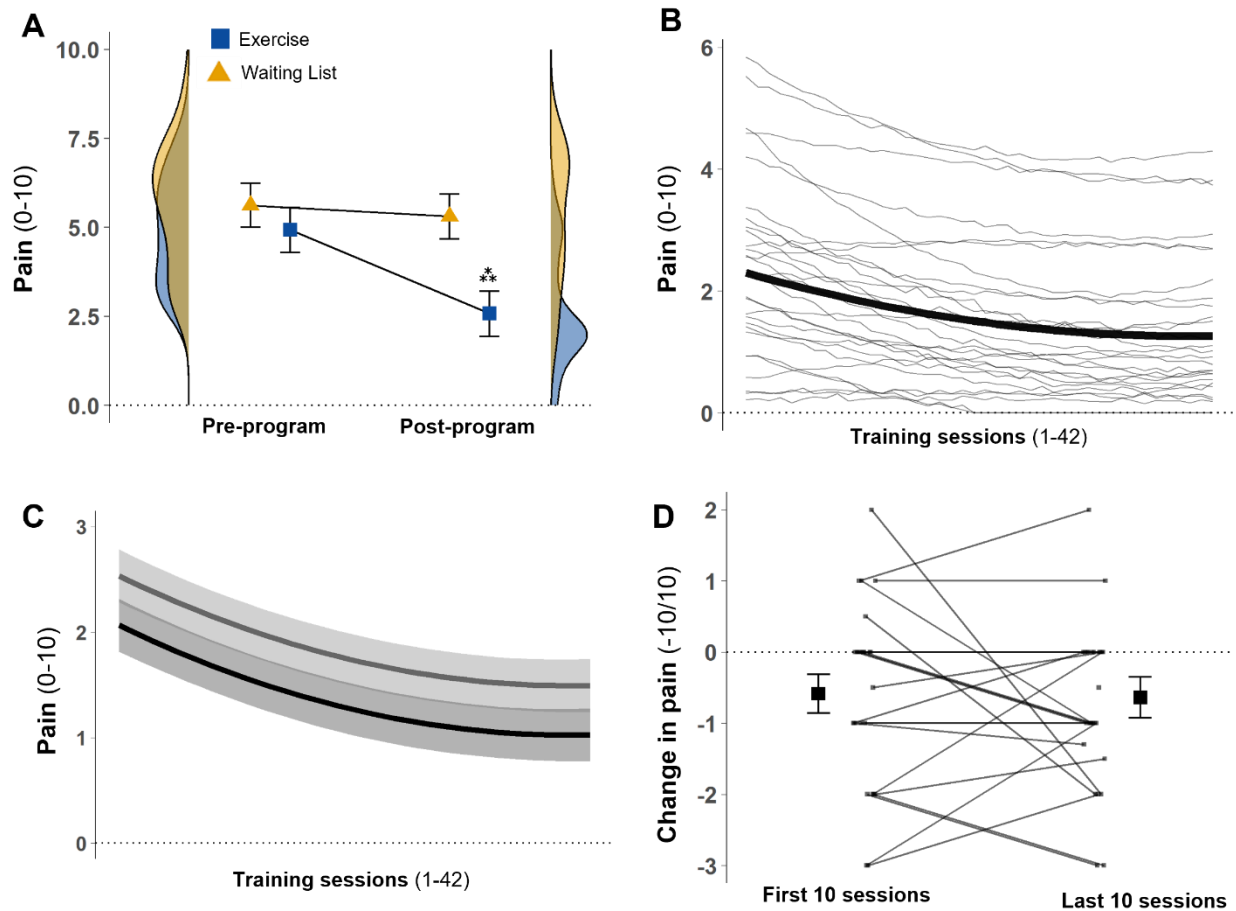 A
Exercise
Waiting List
Pain (0-10)
10.0
7.5
5.0
2.5
0.0
***
Pre-program
Post-program
B
Pain (0-10)
6
4
2
0
Training sessions (1-42)
C
Pain (0-10)
3
2
1
0
Training sessions (1-42)
D
Change in pain (-10/10)
2
1
0
-1
-2
-3
First 10 sessions
Last 10 sessions